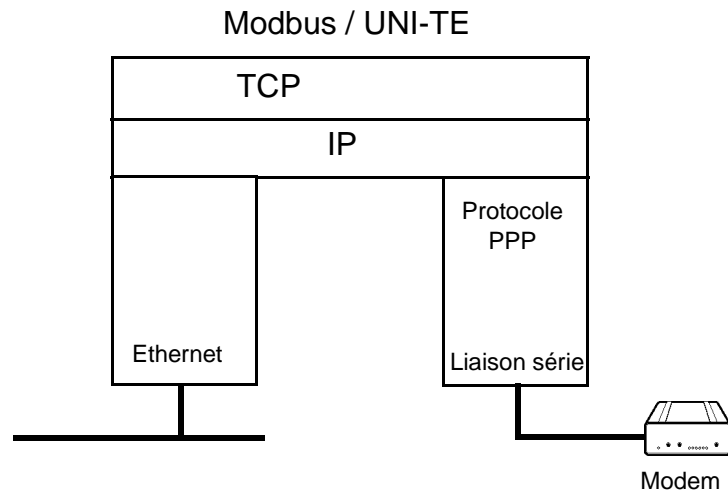 Modbus / UNI-TE
TCP
IP
Protocole
PPP
Ethernet
Liaison série
Modem